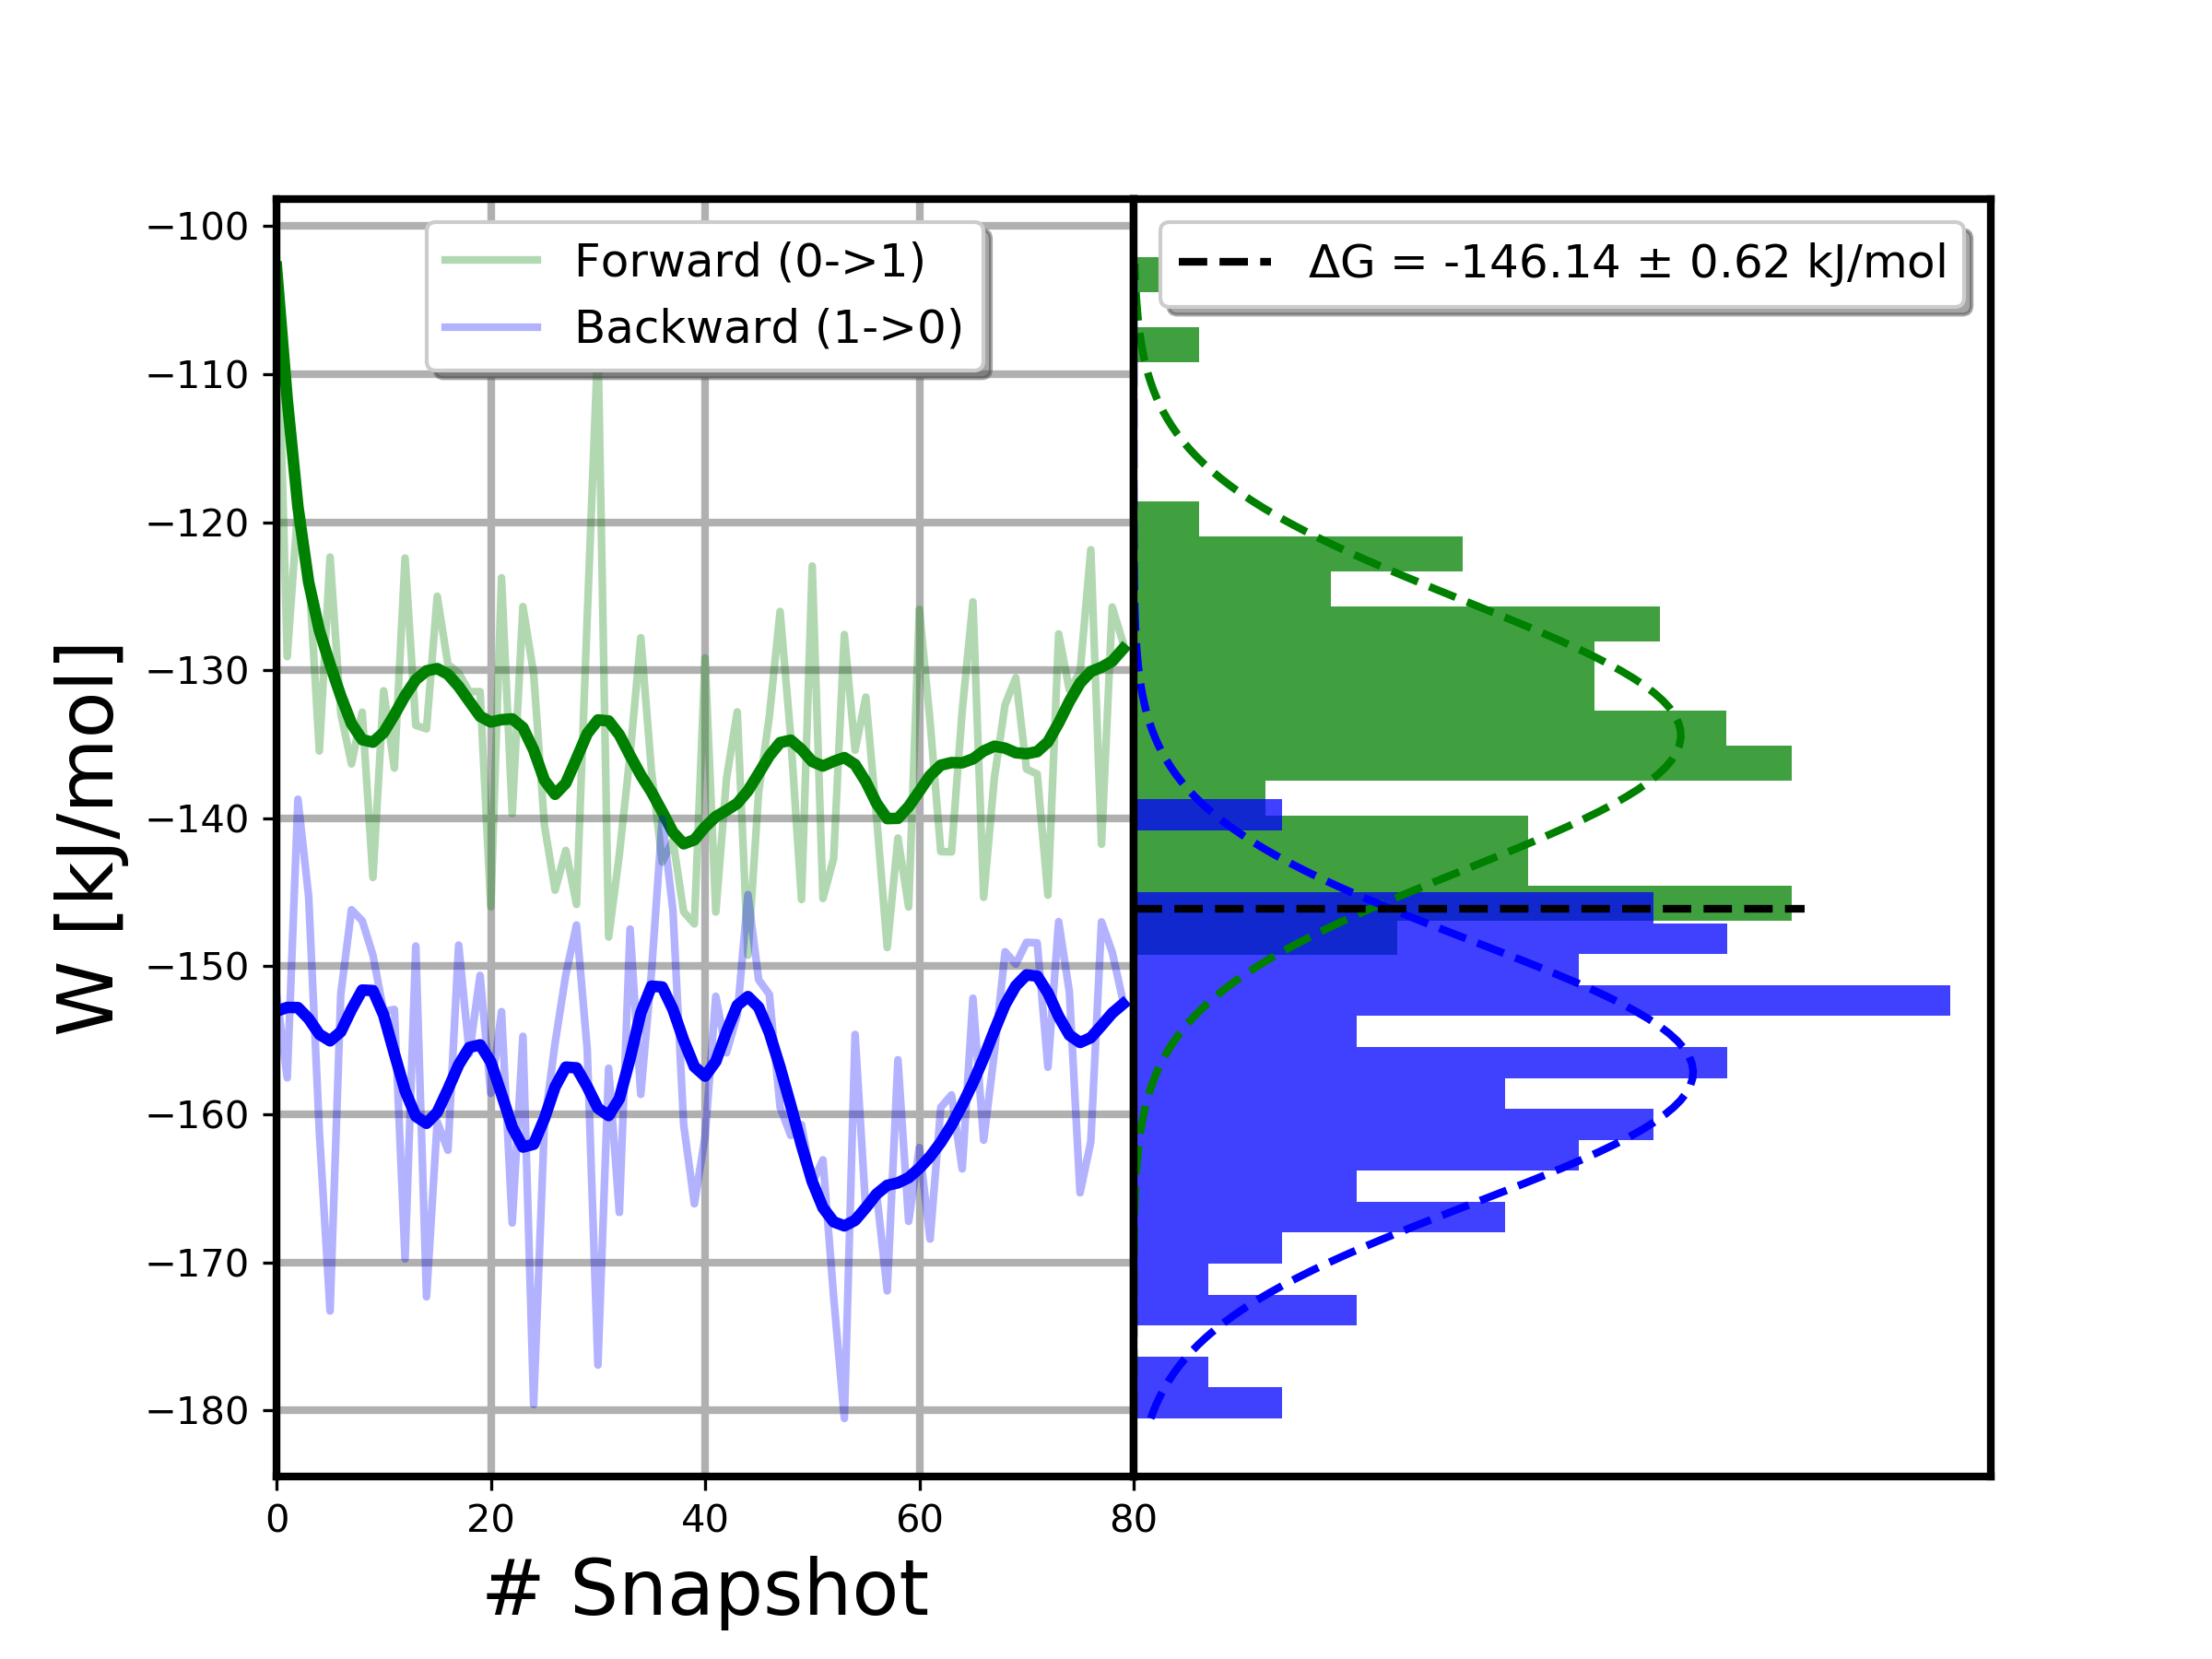 W [kJ/mol]
−100
−110
−120
−130
−140
−150
−160
−170
−180
Forward (0->1)
Backward (1->0)
ΔG = -146.14 ± 0.62 kJ/mol
0 20 40 60 80
# Snapshot